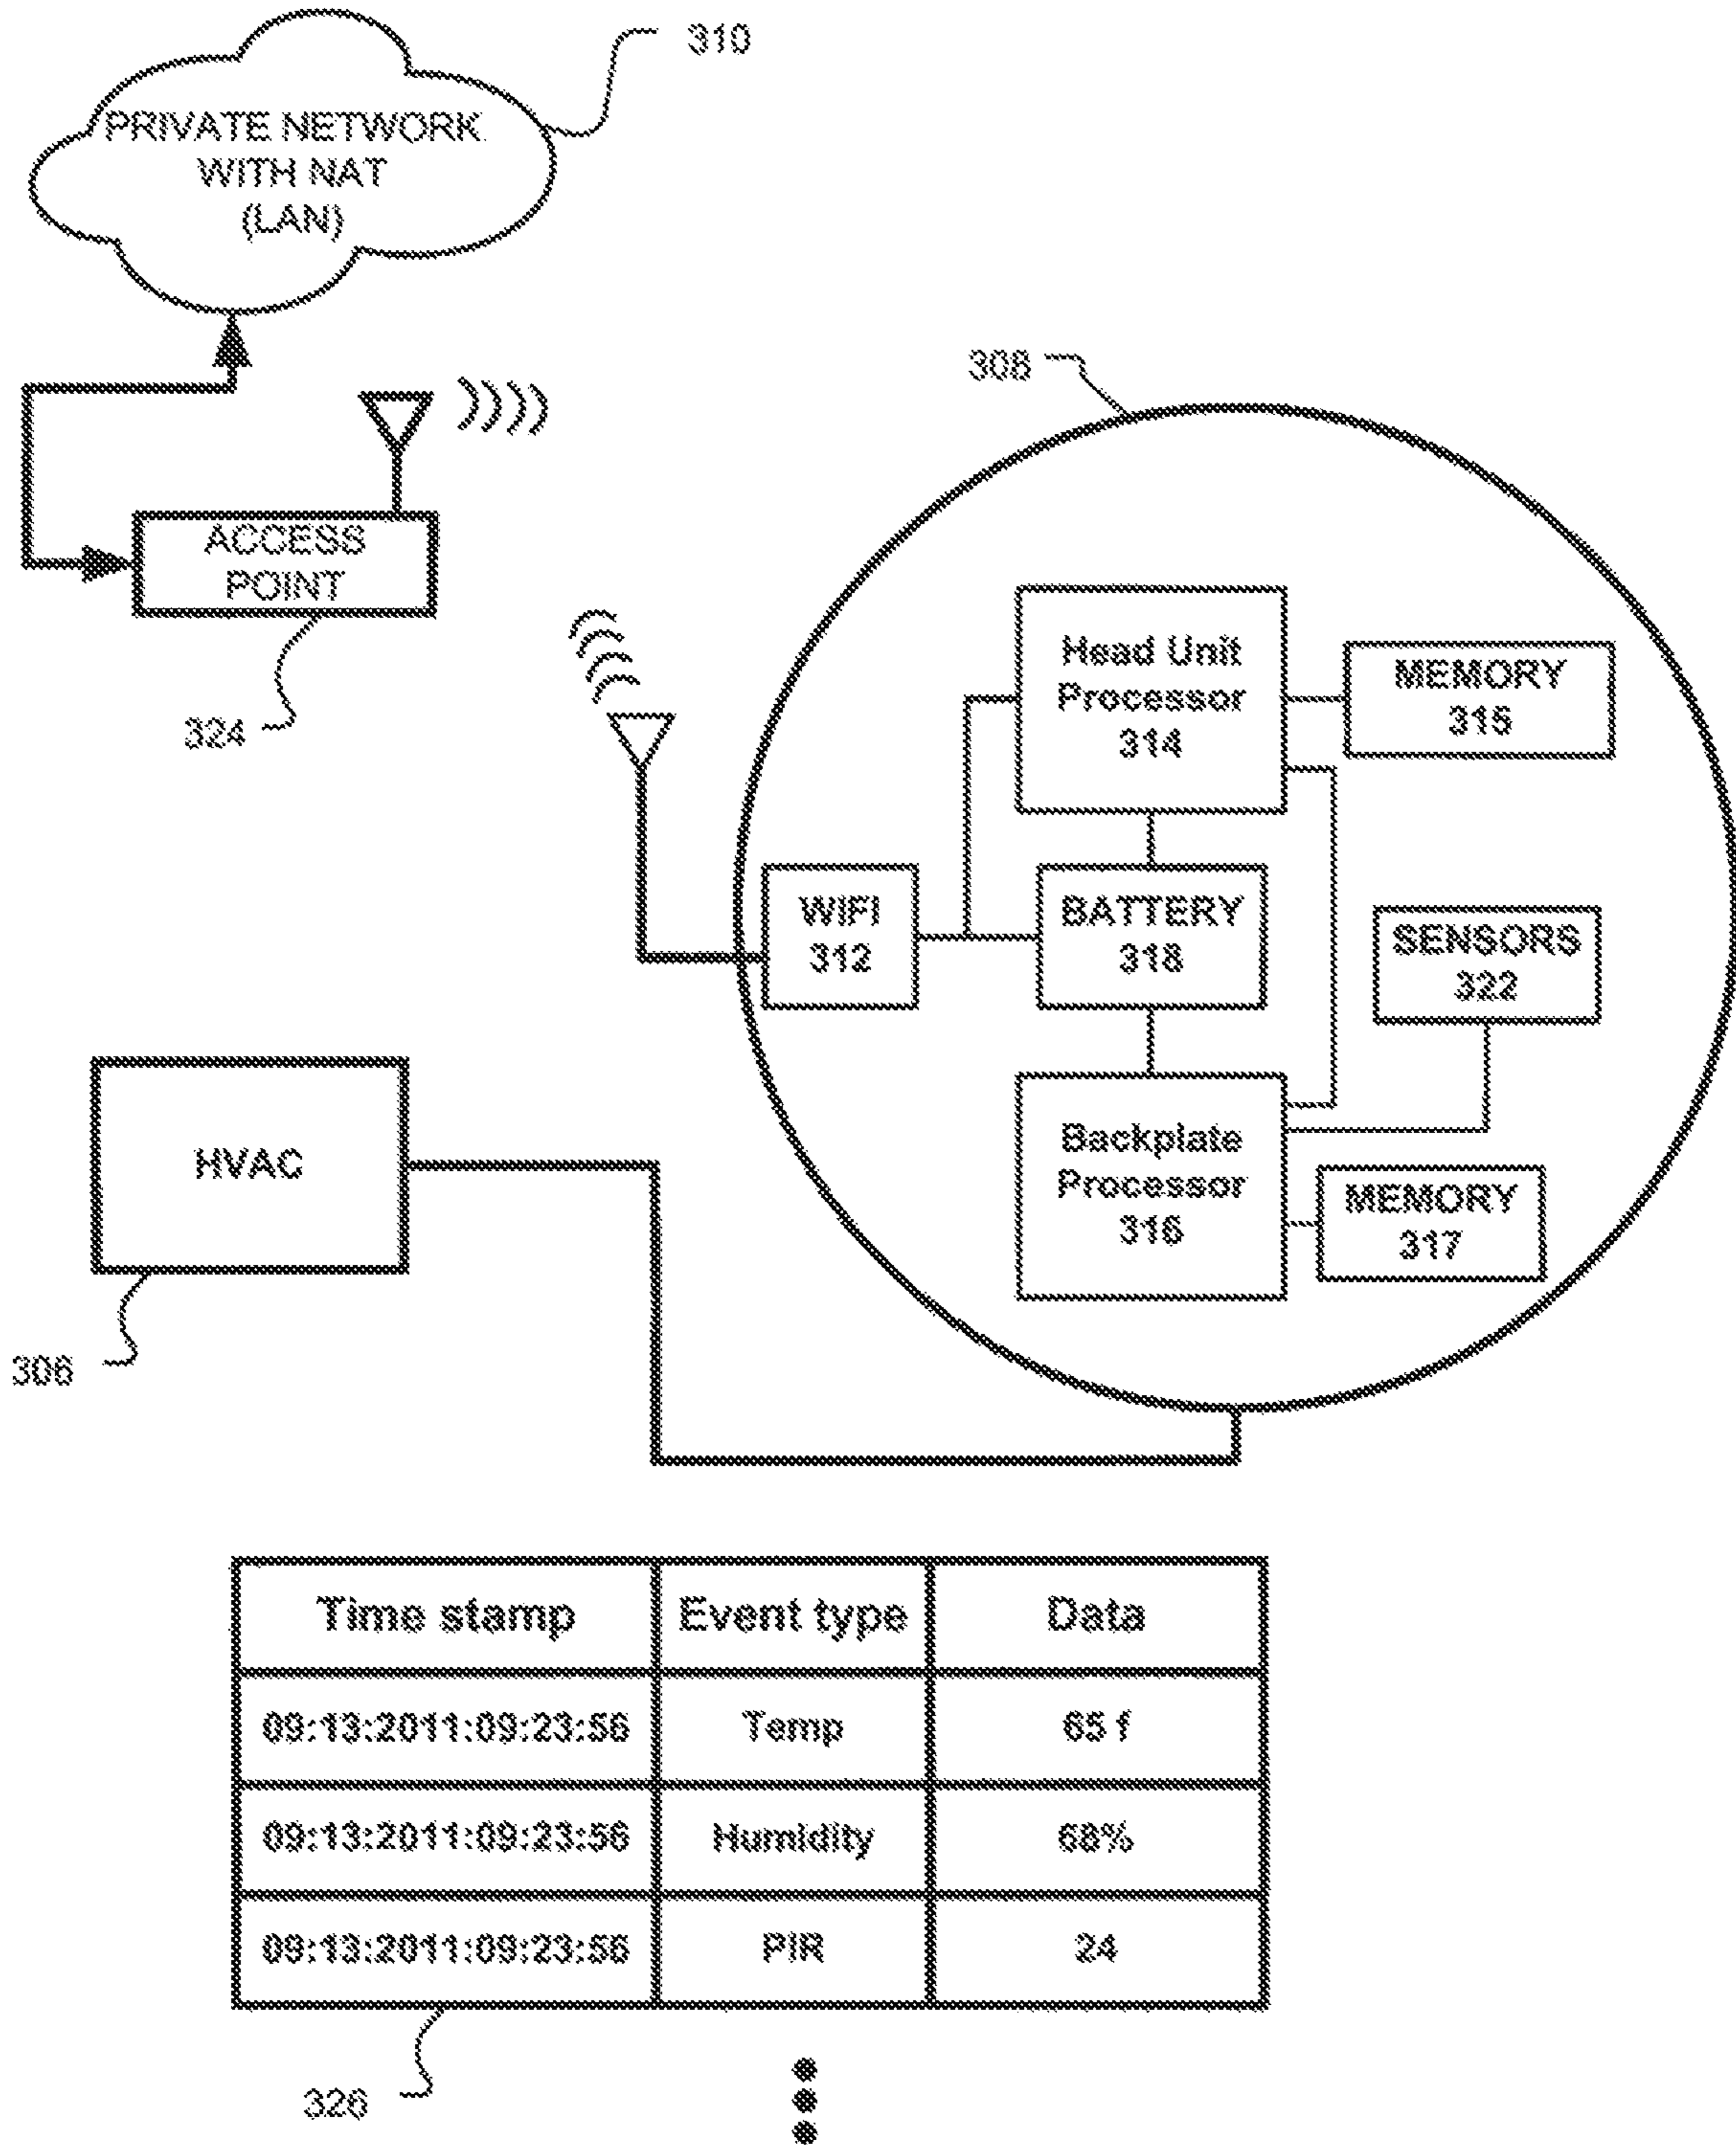 310
PRIVATE NETWORK
WITH NAT
(LAN)
308
ACCESS
POINT
324
Head Unit
Processor
314
MEMORY
315
WIFI
312
BATTERY
318
SENSORS
322
HVAC
306
Backplate
Processor
316
MEMORY
317
Time stamp Event type Data
09:13:2011:09:23:56 Temp 65 f
09:13:2011:09:23:56 Humidity 68%
09:13:2011:09:23:56 PIR 24
326